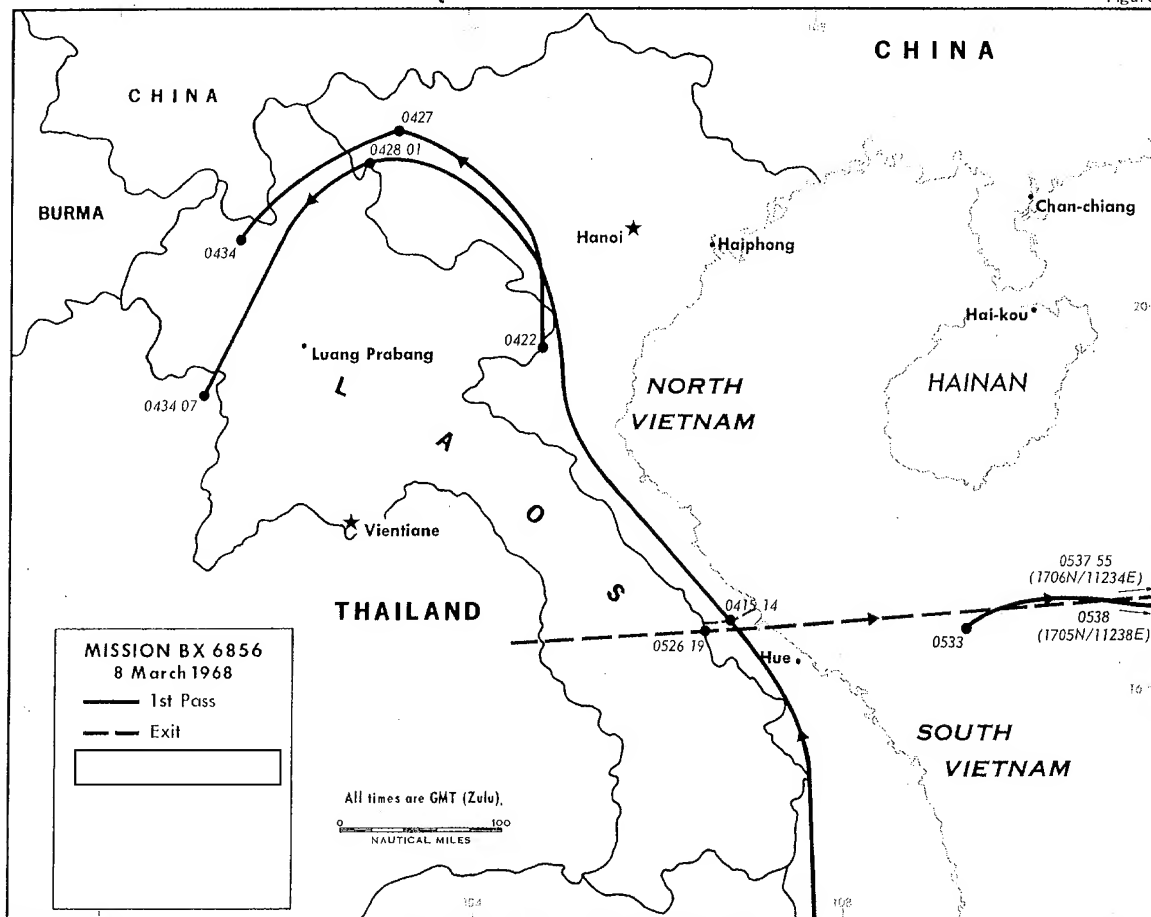 Figure
CHINA
CHINA
0427
0428 01
BURMA
Chan-chiang
Hanoi
Haiphong
0434
20
Hai-kou
0422
Luang Prabang
NORTH
VIETNAM
HAINAN
0434 07
L
A
O
S
Vientiane
0537 55
(1706N/11234E)
THAILAND
0415 14
0538
(1705N/11238E)
0526 19
0533
Hue
MISSION BX 6856
8 March 1968
1st Pass
Exit
SOUTH
VIETNAM
All times are GMT (Zulu).
0 100
NAUTICAL MILES
104
108